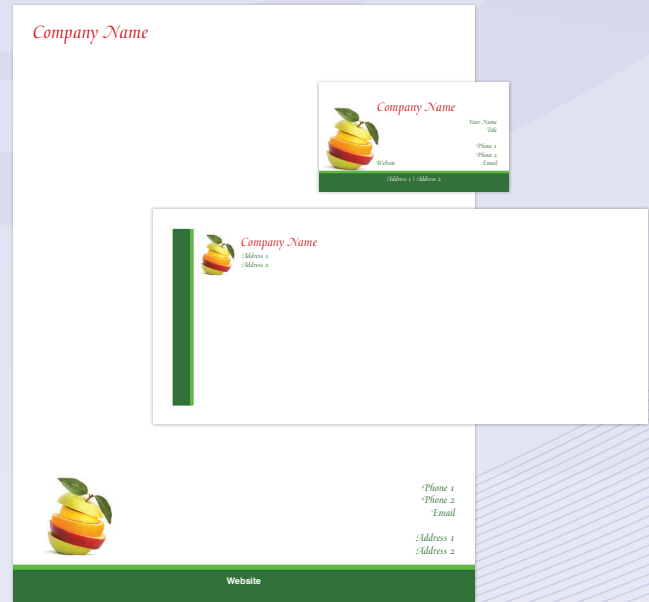 Company Name
Company Name
Your Name
Title
Phone 1
Phone 2
Website
Email
Address 1 | Address 2
Company Name
Address 1
Address 2
Phone 1
Phone 2
Email
Address 1
Address 2
Website